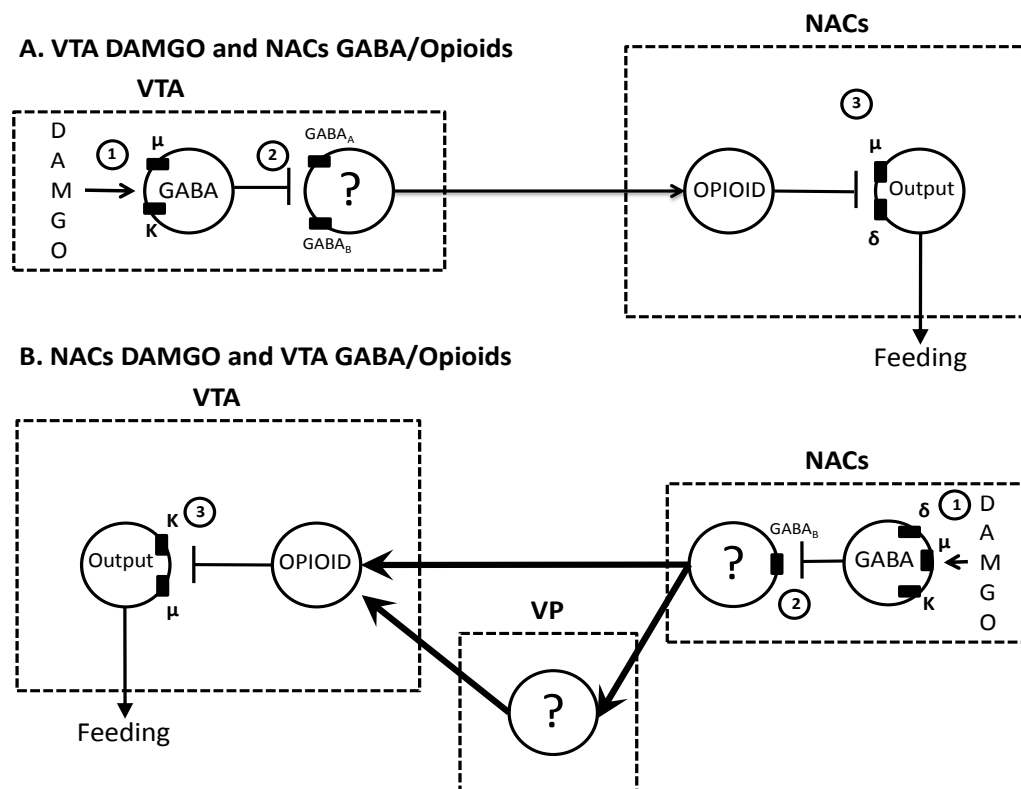 NACs
A. VTA DAMGO and NACs GABA/Opioids
VTA
D
A
M
G
O
1
μ
GABA
K
2
GABAA
?
GABAB
OPIOID
3
μ
Output
δ
Feeding
B. NACs DAMGO and VTA GABA/Opioids
VTA
NACs
K
3
Output
μ
OPIOID
Feeding
VP
?
?
GABAB
2
GABA
δ
1
μ
K
D
A
M
G
O